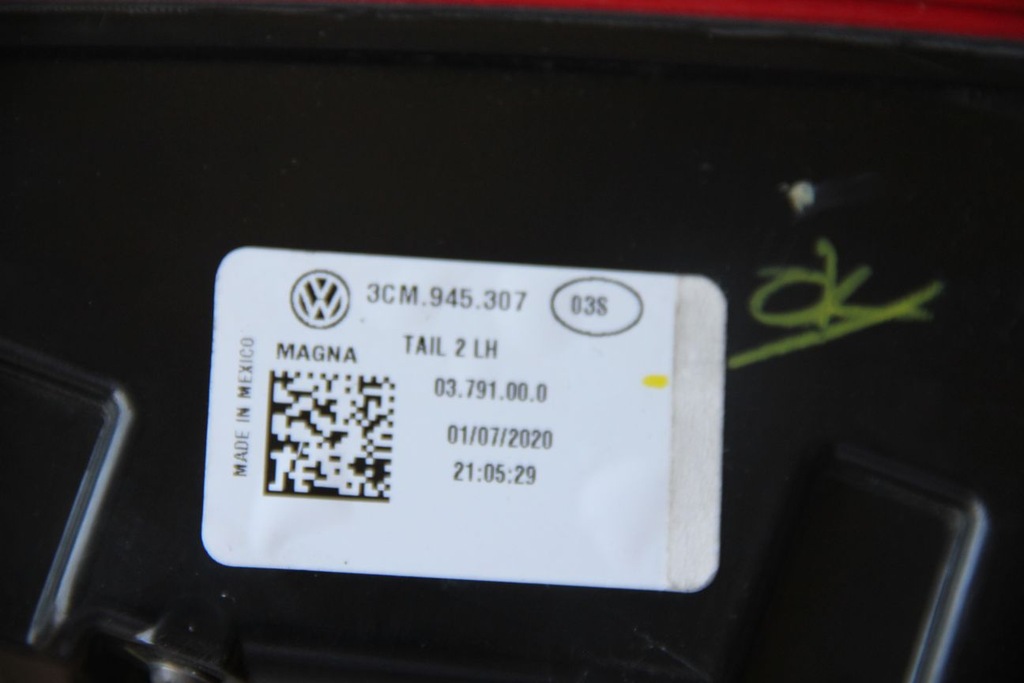 3CM.945.307 03S
MAGNA TAIL 2 LH
03.791.00.0
01/07/2020
21:05:29
MADE IN MEXICO
OK